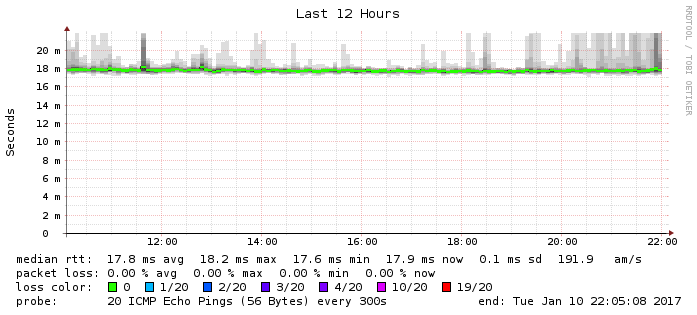 Last 12 Hours
RRDTOOL / TOBI OETIKER
Seconds
20 m
18 m
16 m
14 m
12 m
10 m
8 m
6 m
4 m
2 m
0
12:00 14:00 16:00 18:00 20:00 22:00
median rtt: 17.8 ms avg 18.2 ms max 17.6 ms min 17.9 ms now 0.1 ms sd 191.9 am/s
packet loss: 0.00 % avg 0.00 % max 0.00 % min 0.00 % now
loss color: 0 1/20 2/20 3/20 4/20 10/20 19/20
probe: 20 ICMP Echo Pings (56 Bytes) every 300s end: Tue Jan 10 22:05:08 2017